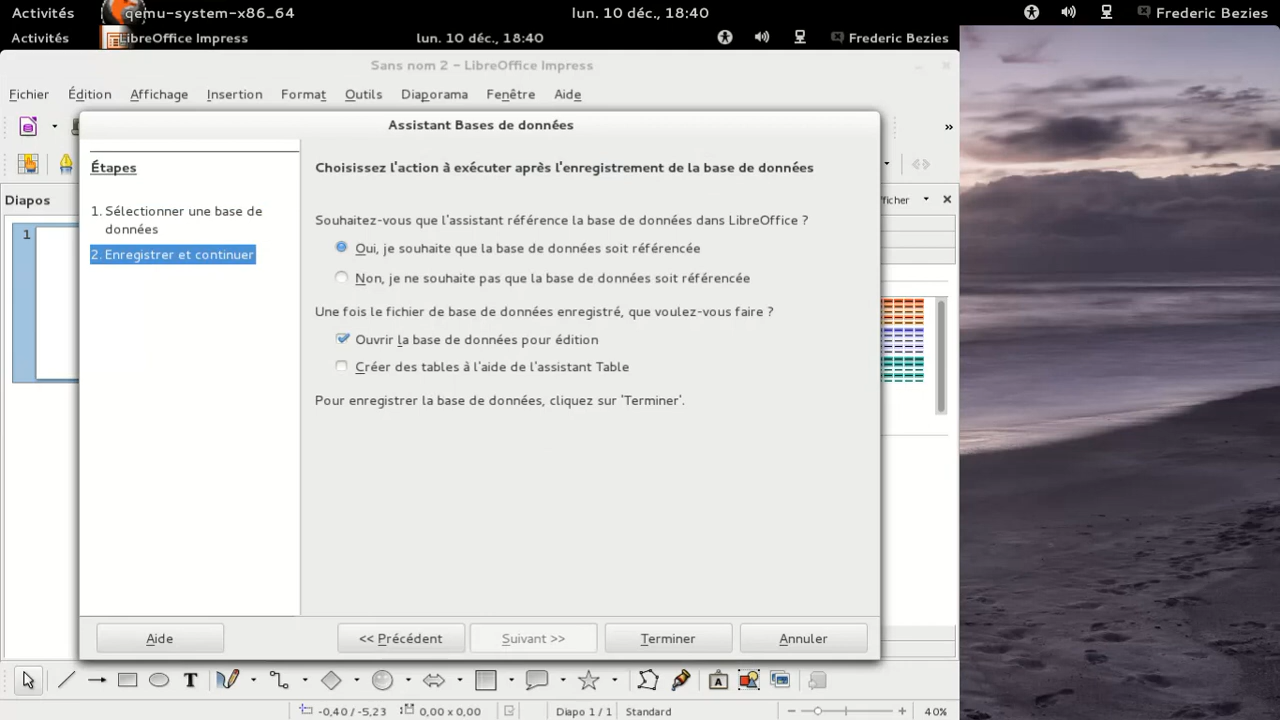 Activités qemu-system-x86_64 lun. 10 déc., 18:40 Frederic Bezies
Activités LibreOffice Impress lun. 10 déc., 18:40 Frederic Bezies
Sans nom 2 – LibreOffice Impress
Fichier Édition Affichage Insertion Format Outils Diaporama Fenêtre Aide
Assistant Bases de données
»
Étapes
1. Sélectionner une base de
données
2. Enregistrer et continuer
Choisissez l'action à exécuter après l'enregistrement de la base de données
Souhaitez-vous que l'assistant référence la base de données dans LibreOffice ?
Oui, je souhaite que la base de données soit référencée
Non, je ne souhaite pas que la base de données soit référencée
Une fois le fichier de base de données enregistré, que voulez-vous faire ?
Ouvrir la base de données pour édition
Créer des tables à l'aide de l'assistant Table
Pour enregistrer la base de données, cliquez sur 'Terminer'.
Diapos
1
ficher
Aide << Précédent Suivant >> Terminer Annuler
T A
-0,40 / -5,23 0,00 x 0,00 Diapo 1 / 1 Standard 40%